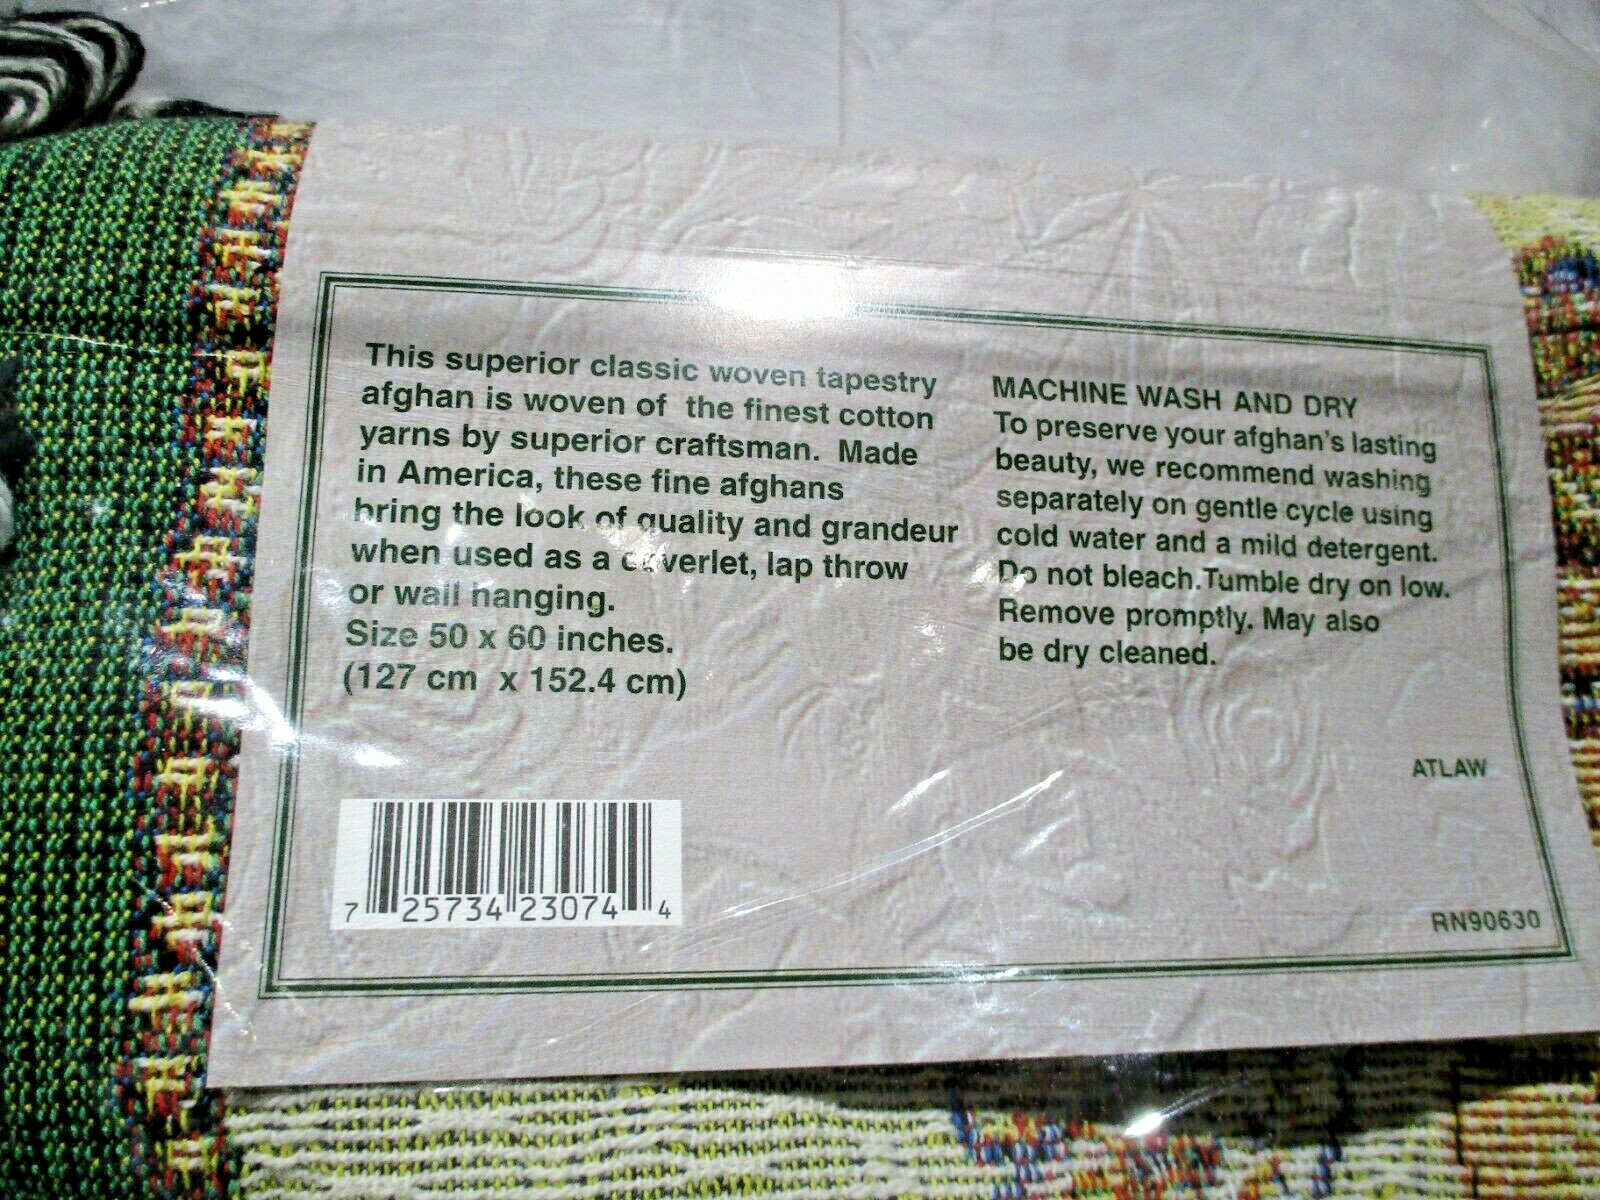 This superior classic woven tapestry
afghan is woven of the finest cotton
yarns by superior craftsman. Made
in America, these fine afghans
bring the look of quality and grandeur
when used as a coverlet, lap throw
or wall hanging.
Size 50 x 60 inches.
(127 cm x 152.4 cm)
MACHINE WASH AND DRY
To preserve your afghan's lasting
beauty, we recommend washing
separately on gentle cycle using
cold water and a mild detergent.
Do not bleach.Tumble dry on low.
Remove promptly. May also
be dry cleaned.
ATLAW
7 25734 23074 4
RN90630